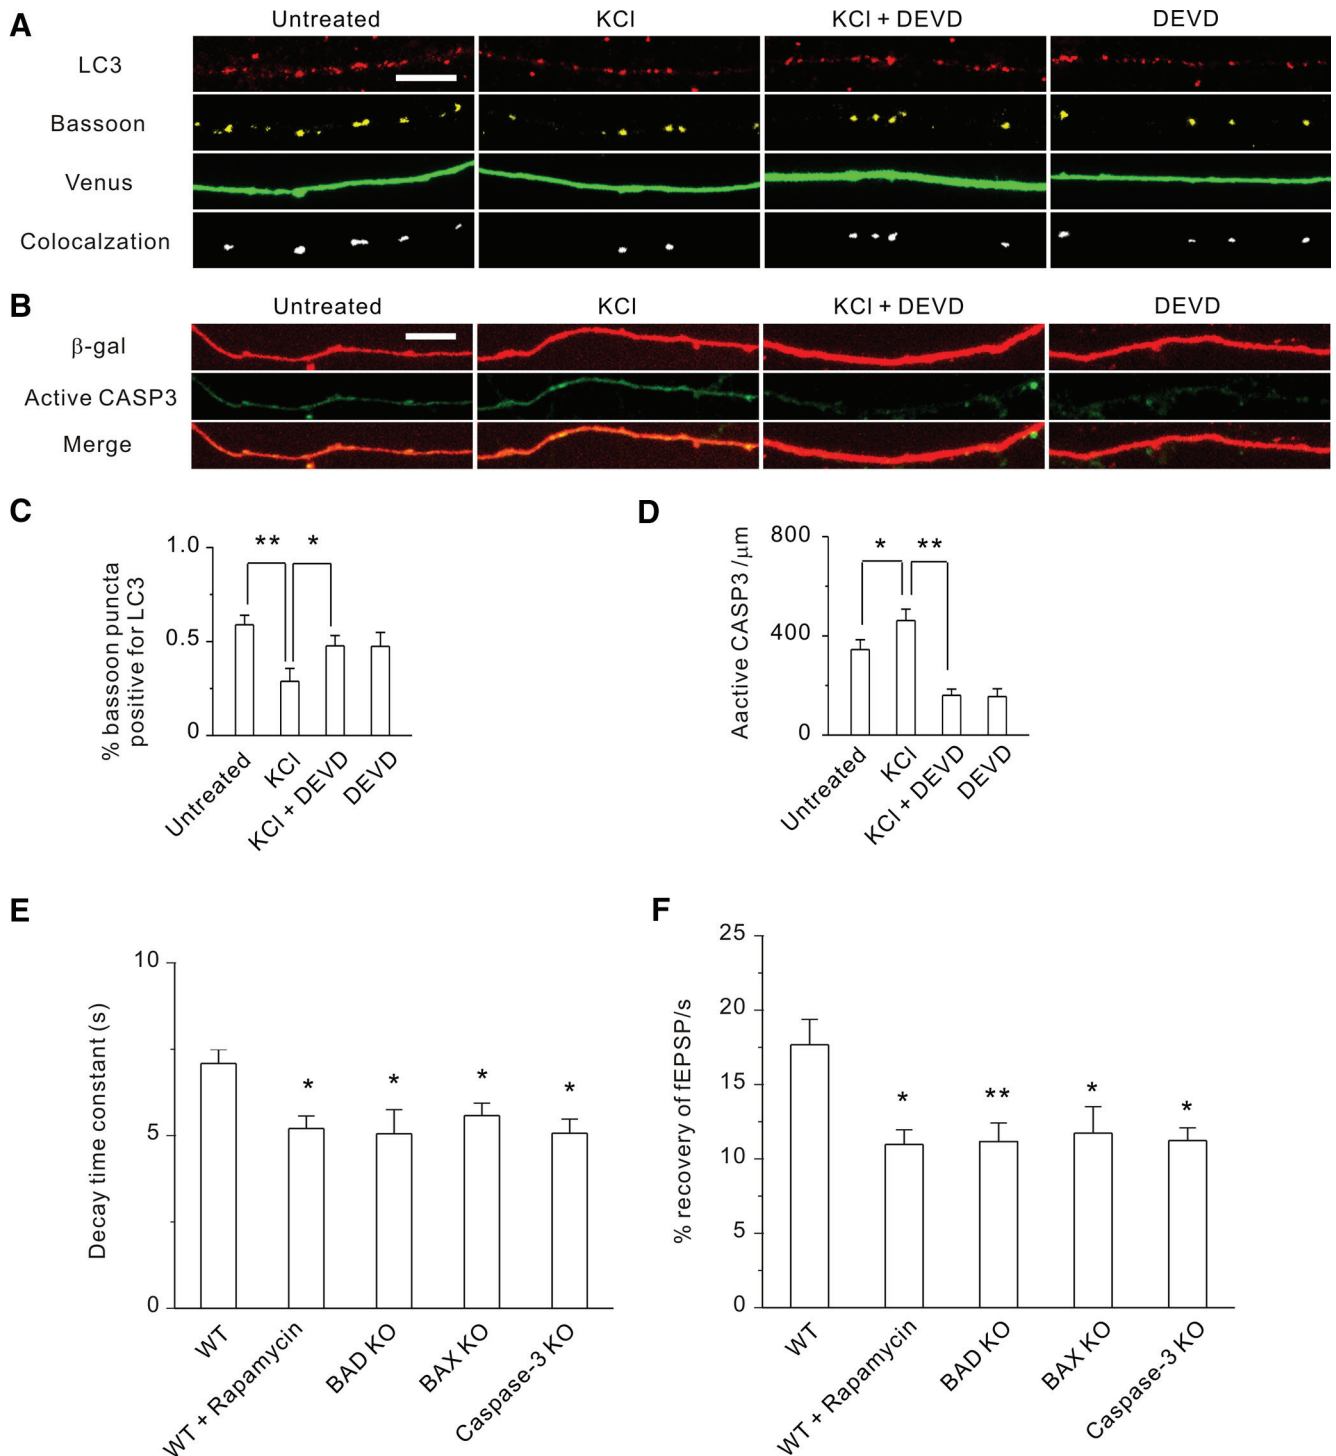 A
Untreated KCl KCl + DEVD DEVD
LC3
Bassoon
Venus
Colocalzation
B
Untreated KCl KCl + DEVD DEVD
β-gal
Active CASP3
Merge
C
% bassoon puncta
positive for LC3
1.0
0.5
0
** *
Untreated
KCl
KCl + DEVD
DEVD
D
Aactive CASP3 /μm
800
400
0
* **
Untreated
KCl
KCl + DEVD
DEVD
E
Decay time constant (s)
10
5
0
* * * *
WT
WT + Rapamycin
BAD KO
BAX KO
Caspase-3 KO
F
% recovery of fEPSP/s
25
20
15
10
5
0
* ** * *
WT
WT + Rapamycin
BAD KO
BAX KO
Caspase-3 KO